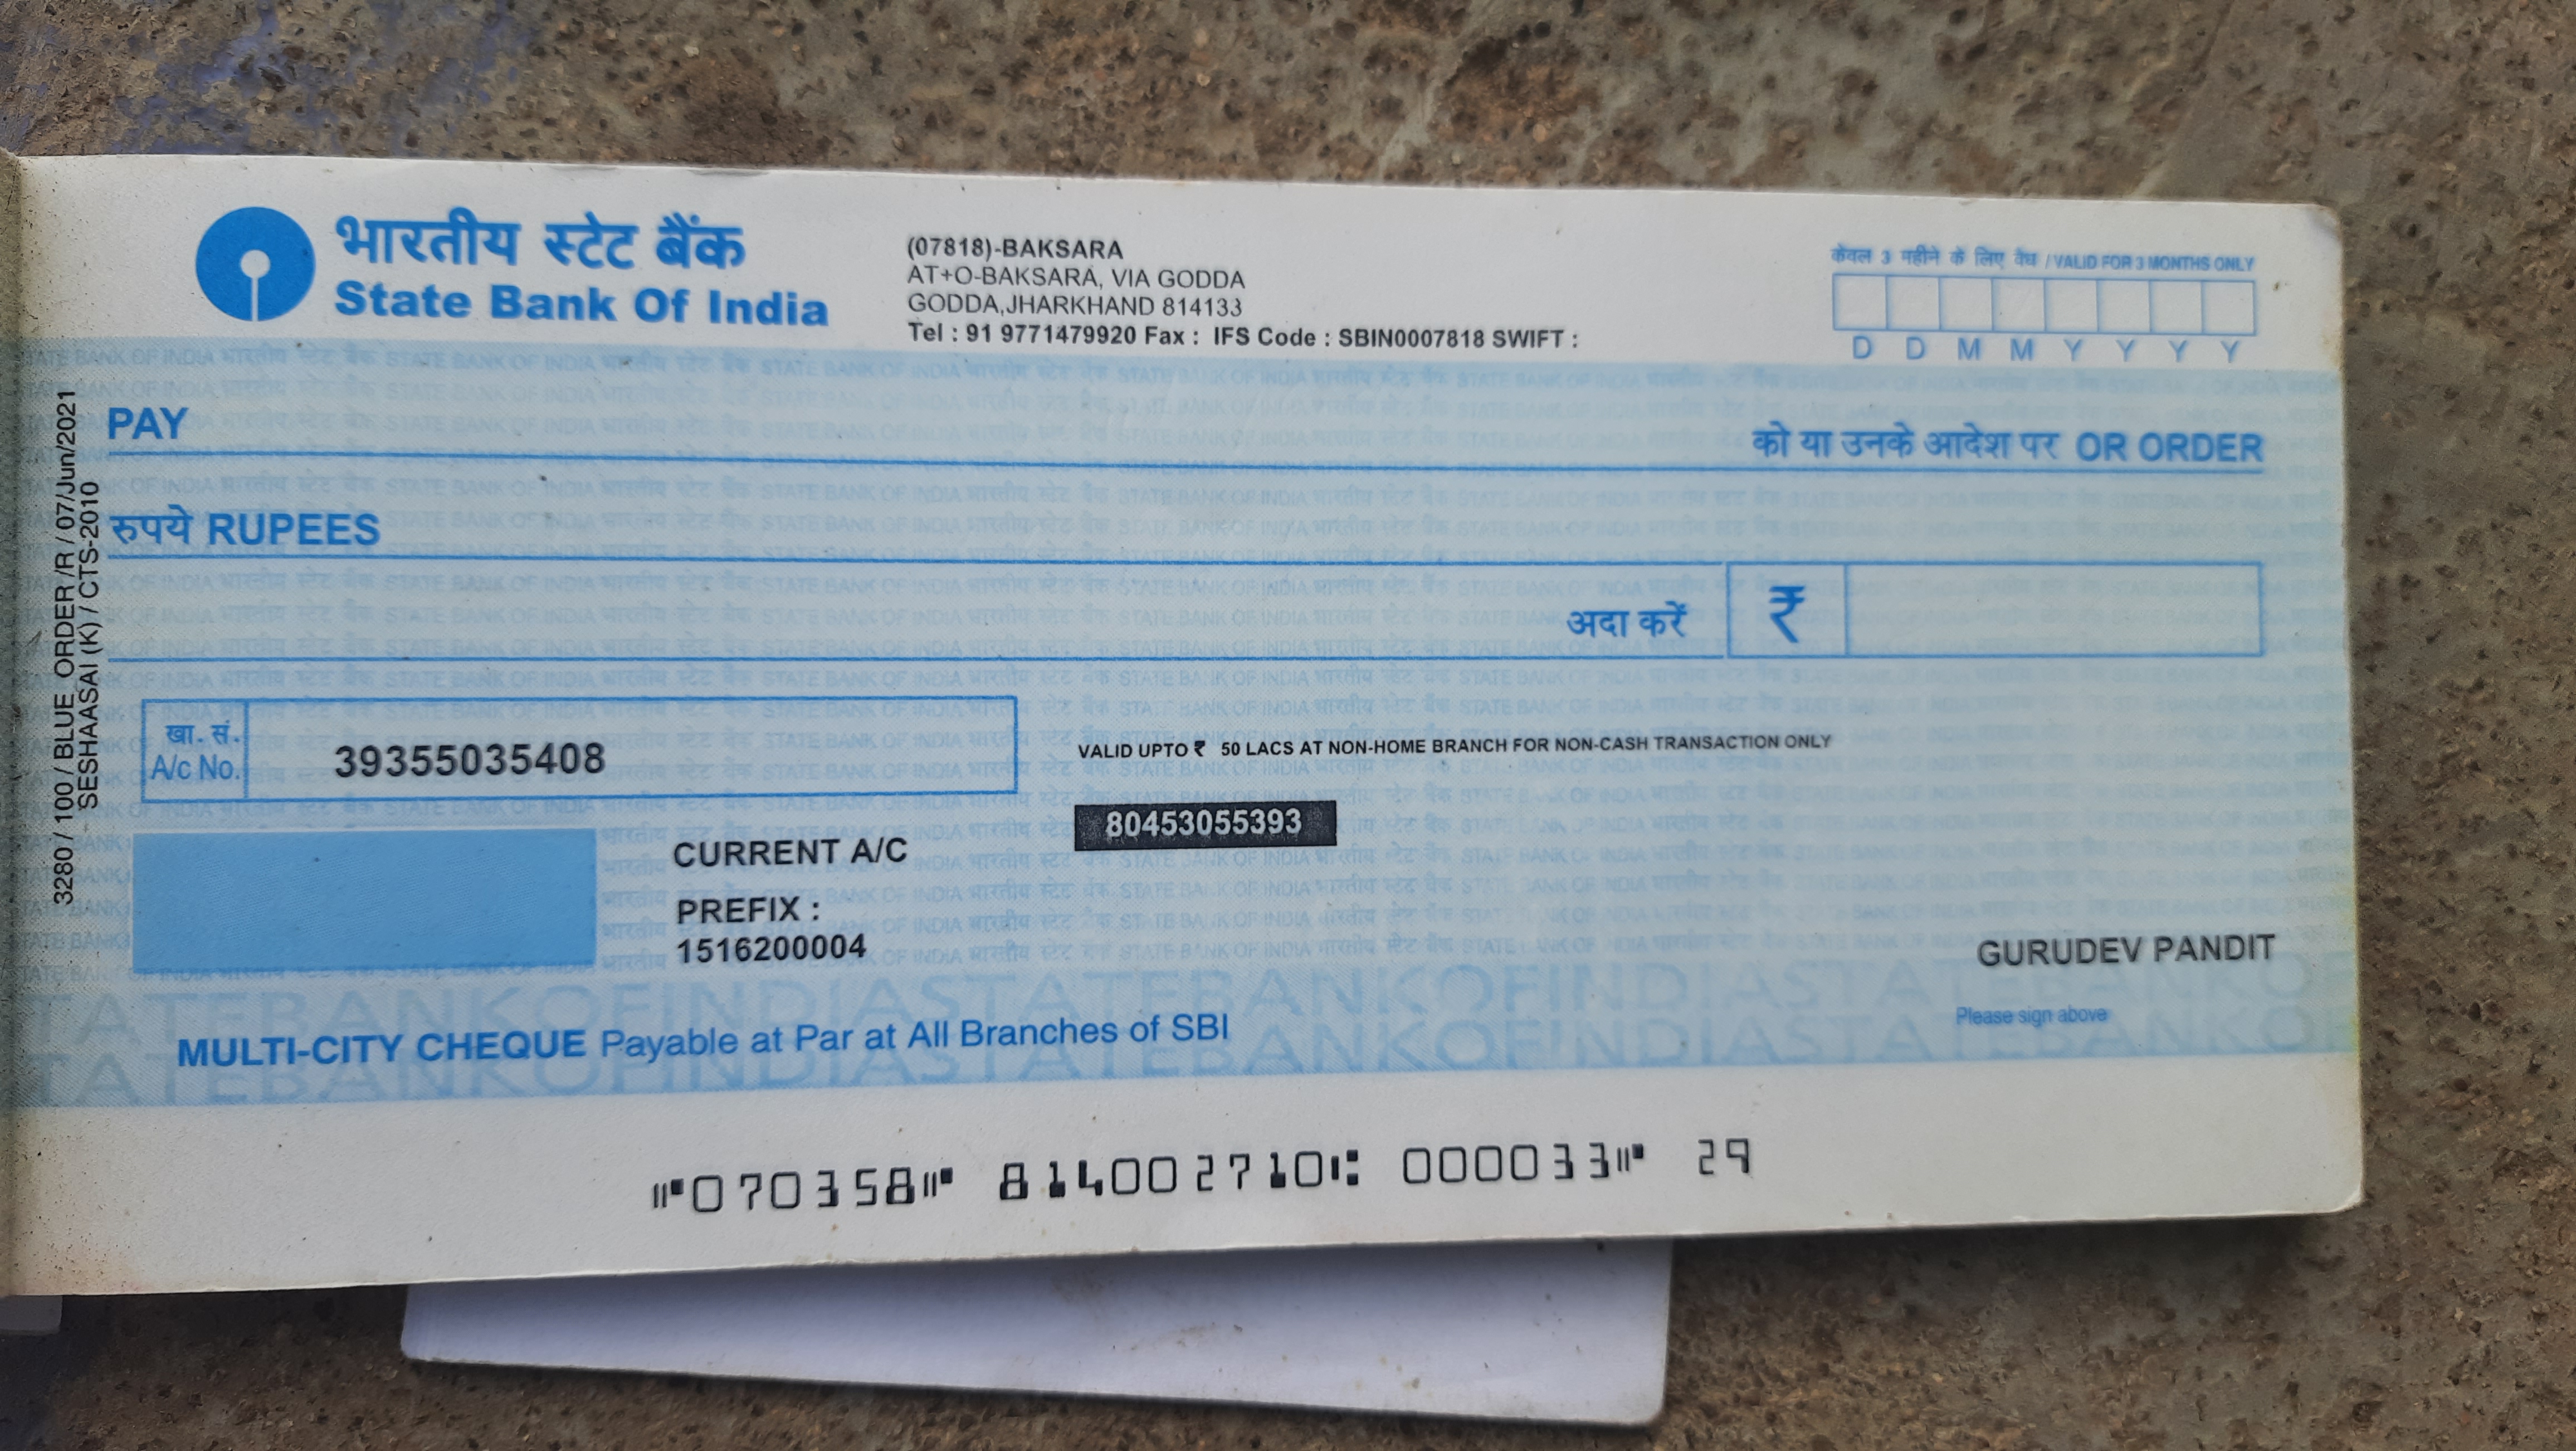 भारतीय स्टेट बैंक
State Bank Of India
(07818)-BAKSARA
AT+O-BAKSARA, VIA GODDA
GODDA,JHARKHAND 814133
Tel : 91 9771479920 Fax : IFS Code : SBIN0007818 SWIFT :
केवल 3 महीने के लिए वैध / VALID FOR 3 MONTHS ONLY
D D M M Y Y Y Y
PAY
को या उनके आदेश पर OR ORDER
रुपये RUPEES
अदा करें ₹
खा. सं.
A/c No.
39355035408
VALID UPTO ₹ 50 LACS AT NON-HOME BRANCH FOR NON-CASH TRANSACTION ONLY
80453055393
CURRENT A/C
PREFIX :
1516200004
GURUDEV PANDIT
Please sign above
MULTI-CITY CHEQUE Payable at Par at All Branches of SBI
⑈070358⑈ 814002710⑆ 000033⑈ 29
3280 / 100 / BLUE_ORDER /R / 07/Jun/2021
SESHAASAI (K) / CTS-2010